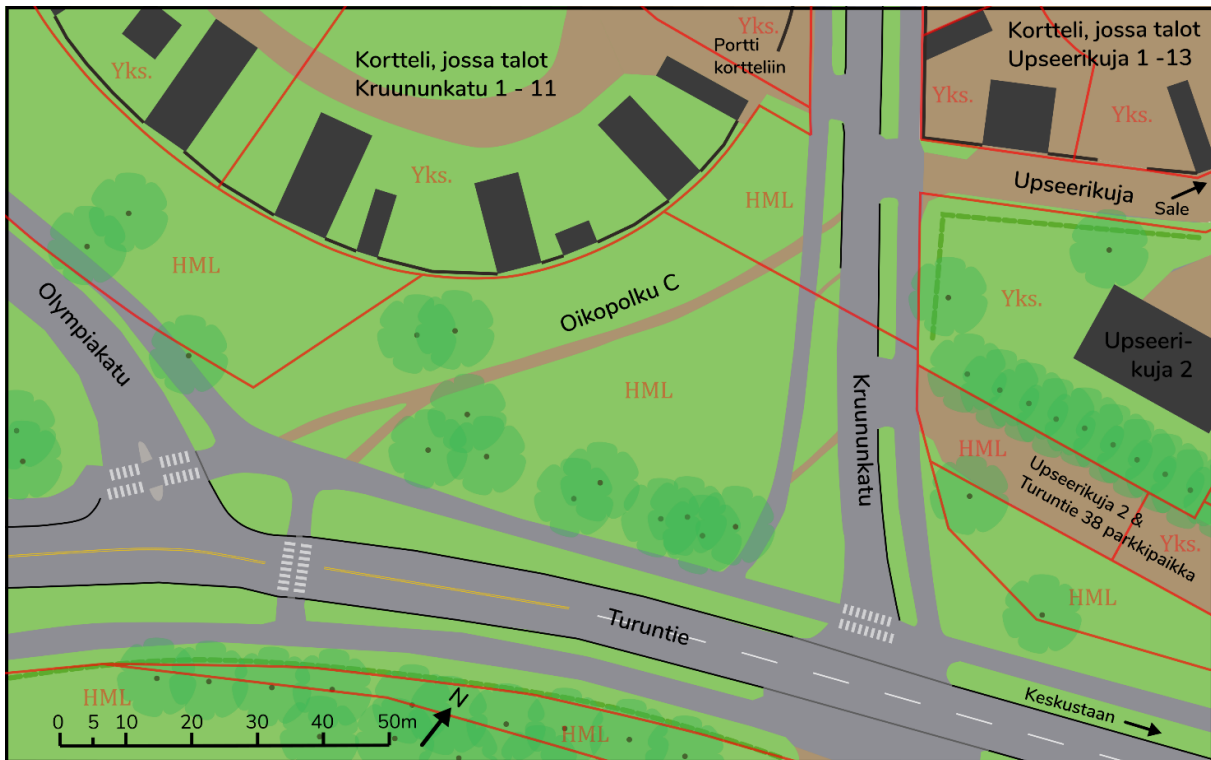 Yks.
Kortteli, jossa talot
Kruununkatu 1 - 11
Yks.
Portti
kortteliin
Kortteli, jossa talot
Upseerikuja 1 -13
Yks.
Yks.
Yks.
Upseerikuja
Sale
HML
HML
Olympiakatu
Oikopolku C
Yks.
Upseeri-
kuja 2
HML
Kruununkatu
HML
Upseerikuja 2 &
Turuntie 38 parkkipaikka
Yks.
HML
Turuntie
Keskustaan
HML
N
HML
0 5 10 20 30 40 50m